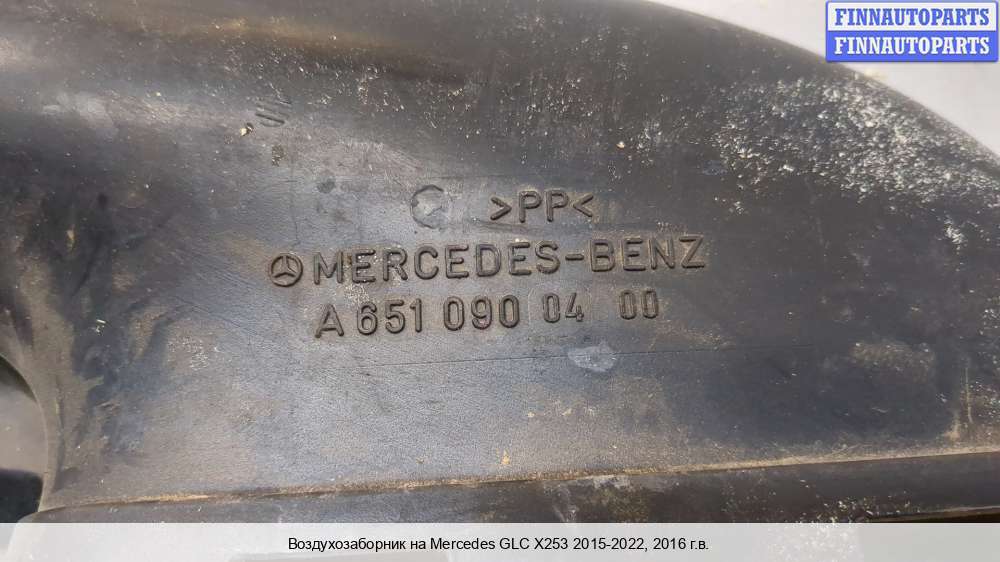 FINNAUTOPARTS
FINNAUTOPARTS
>PP<
MERCEDES-BENZ
A 651 090 04 00
Воздухозаборник на Mercedes GLC X253 2015-2022, 2016 г.в.